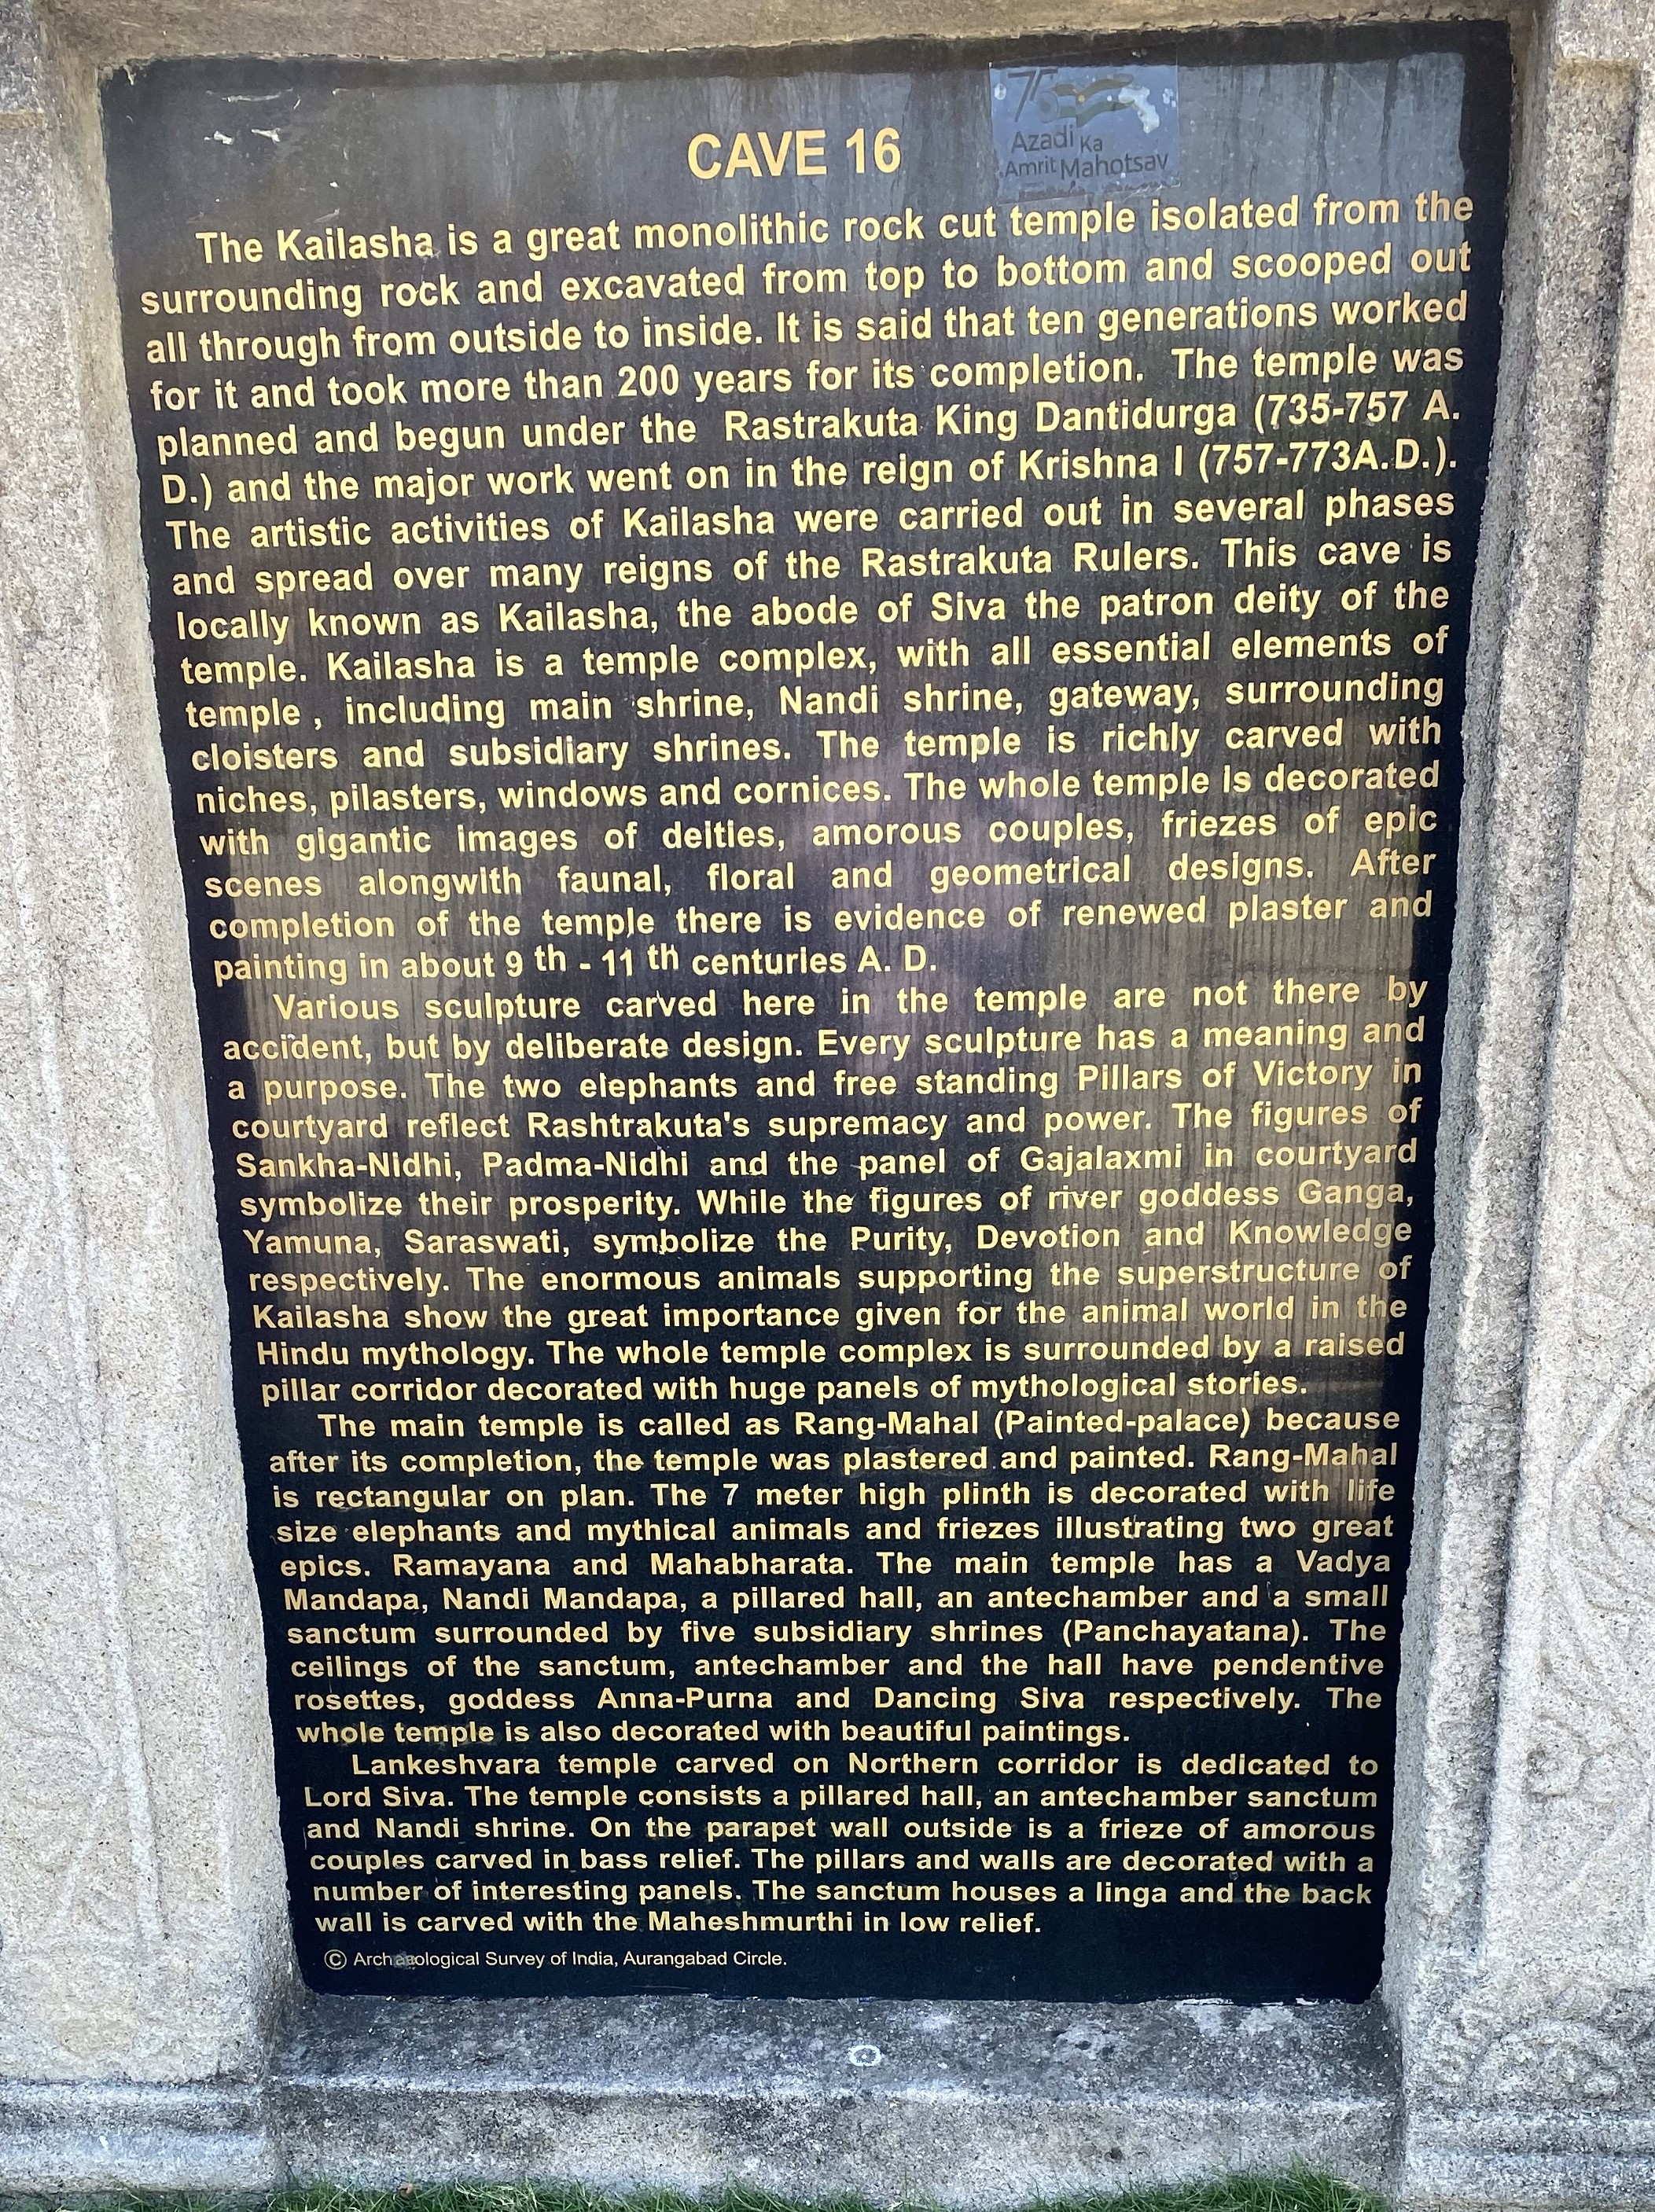 CAVE 16
75
Azadi Ka
Amrit Mahotsav
The Kailasha is a great monolithic rock cut temple isolated from the
surrounding rock and excavated from top to bottom and scooped out
all through from outside to inside. It is said that ten generations worked
for it and took more than 200 years for its completion. The temple was
planned and begun under the Rastrakuta King Dantidurga (735-757 A.
D.) and the major work went on in the reign of Krishna I (757-773A.D.).
The artistic activities of Kailasha were carried out in several phases
and spread over many reigns of the Rastrakuta Rulers. This cave is
locally known as Kailasha, the abode of Siva the patron deity of the
temple. Kailasha is a temple complex, with all essential elements of
temple , including main shrine, Nandi shrine, gateway, surrounding
cloisters and subsidiary shrines. The temple is richly carved with
niches, pilasters, windows and cornices. The whole temple is decorated
with gigantic images of deities, amorous couples, friezes of epic
scenes alongwith faunal, floral and geometrical designs. After
completion of the temple there is evidence of renewed plaster and
painting in about 9 th - 11 th centuries A. D.
Various sculpture carved here in the temple are not there by
accident, but by deliberate design. Every sculpture has a meaning and
a purpose. The two elephants and free standing Pillars of Victory in
courtyard reflect Rashtrakuta's supremacy and power. The figures of
Sankha-Nidhi, Padma-Nidhi and the panel of Gajalaxmi in courtyard
symbolize their prosperity. While the figures of river goddess Ganga,
Yamuna, Saraswati, symbolize the Purity, Devotion and Knowledge
respectively. The enormous animals supporting the superstructure of
Kailasha show the great importance given for the animal world in the
Hindu mythology. The whole temple complex is surrounded by a raised
pillar corridor decorated with huge panels of mythological stories.
The main temple is called as Rang-Mahal (Painted-palace) because
after its completion, the temple was plastered and painted. Rang-Mahal
is rectangular on plan. The 7 meter high plinth is decorated with life
size elephants and mythical animals and friezes illustrating two great
epics. Ramayana and Mahabharata. The main temple has a Vadya
Mandapa, Nandi Mandapa, a pillared hall, an antechamber and a small
sanctum surrounded by five subsidiary shrines (Panchayatana). The
ceilings of the sanctum, antechamber and the hall have pendentive
rosettes, goddess Anna-Purna and Dancing Siva respectively. The
whole temple is also decorated with beautiful paintings.
Lankeshvara temple carved on Northern corridor is dedicated to
Lord Siva. The temple consists a pillared hall, an antechamber sanctum
and Nandi shrine. On the parapet wall outside is a frieze of amorous
couples carved in bass relief. The pillars and walls are decorated with a
number of interesting panels. The sanctum houses a linga and the back
wall is carved with the Maheshmurthi in low relief.
© Archaeological Survey of India, Aurangabad Circle.